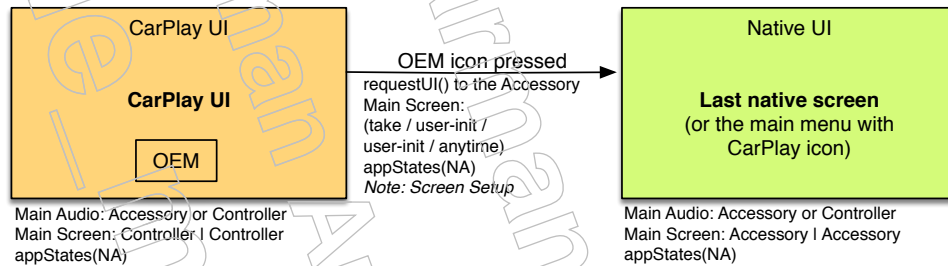 CarPlay UI
CarPlay UI
OEM
Main Audio: Accessory or Controller
Main Screen: Controller | Controller
appStates(NA)
OEM icon pressed
requestUI() to the Accessory
Main Screen:
(take / user-init /
user-init / anytime)
appStates(NA)
Note: Screen Setup
Native UI
Last native screen
(or the main menu with
CarPlay icon)
Main Audio: Accessory or Controller
Main Screen: Accessory | Accessory
appStates(NA)